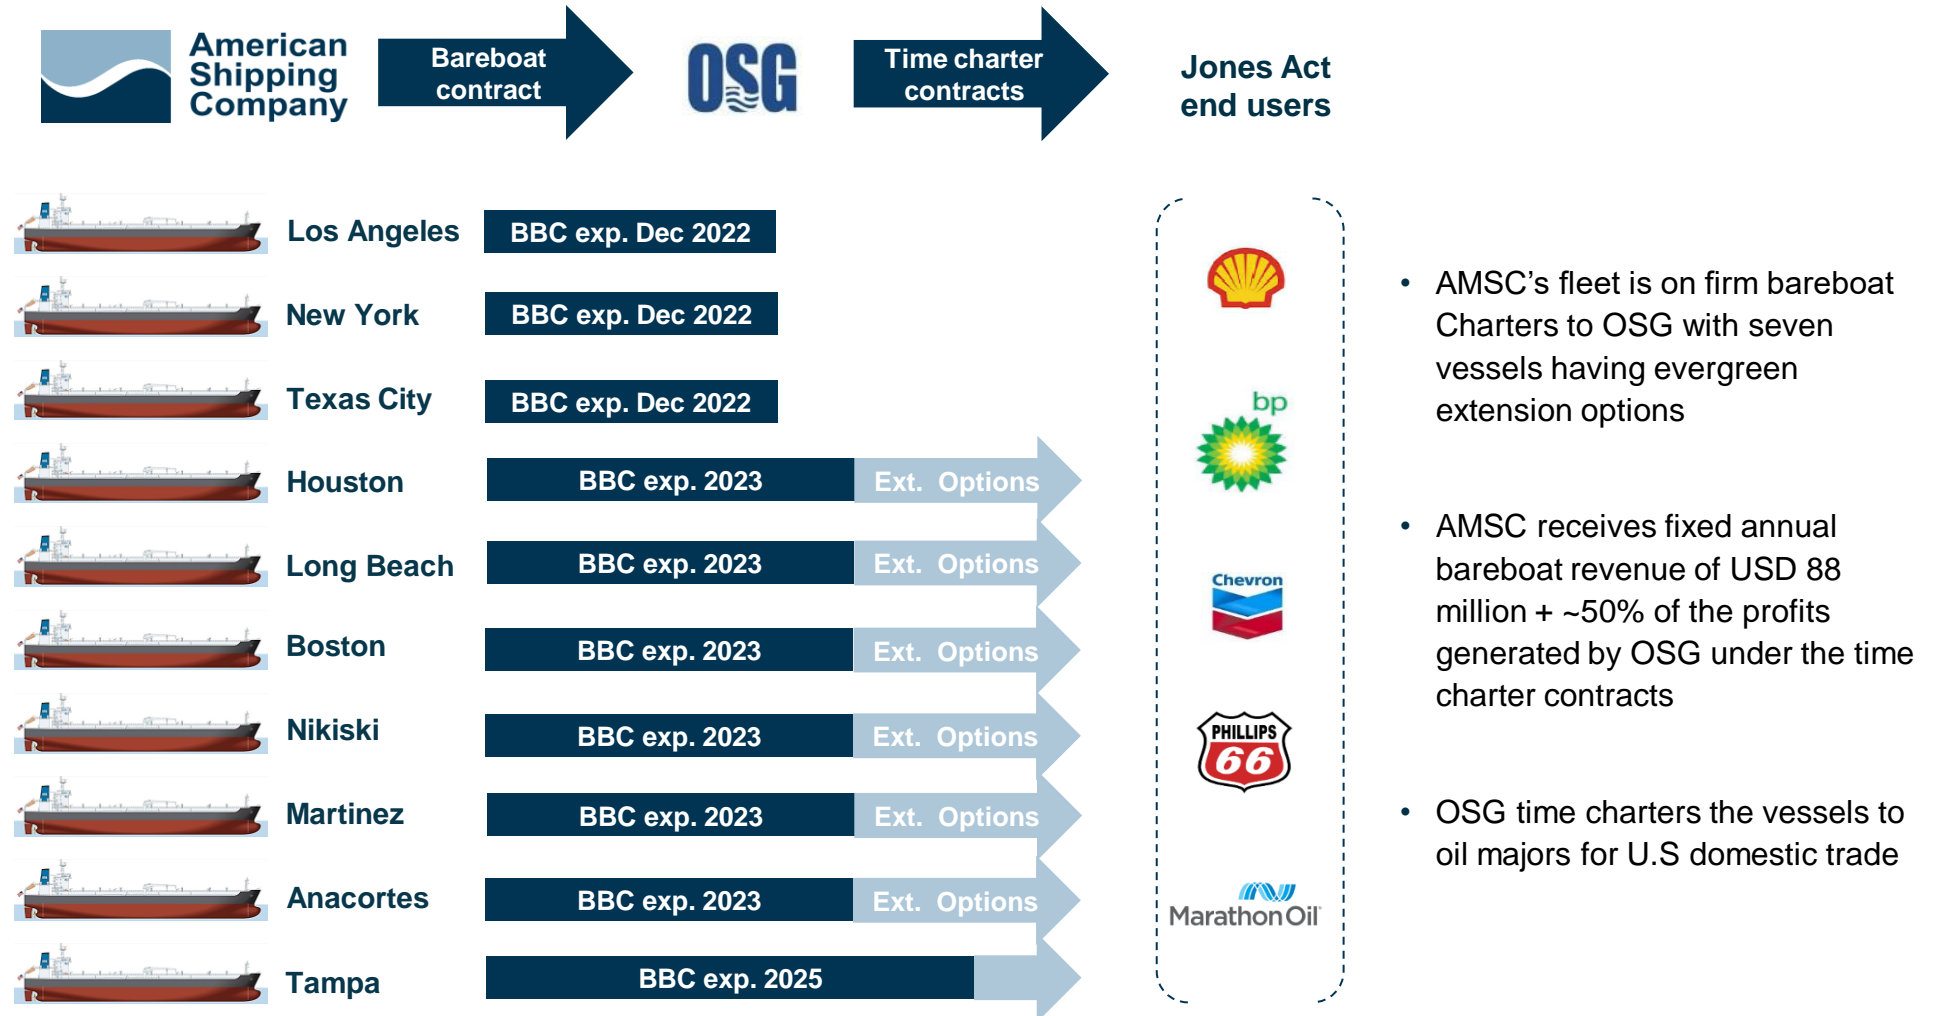 American
Shipping
Company
Bareboat
contract
OSG
Time charter
contracts
Jones Act
end users
Los Angeles
BBC exp. Dec 2022
New York
BBC exp. Dec 2022
Texas City
BBC exp. Dec 2022
Houston
BBC exp. 2023
Ext. Options
Long Beach
BBC exp. 2023
Ext. Options
Boston
BBC exp. 2023
Ext. Options
Nikiski
BBC exp. 2023
Ext. Options
Martinez
BBC exp. 2023
Ext. Options
Anacortes
BBC exp. 2023
Ext. Options
Tampa
BBC exp. 2025
bp
Chevron
PHILLIPS
66
Marathon Oil
• AMSC’s fleet is on firm bareboat
Charters to OSG with seven
vessels having evergreen
extension options
• AMSC receives fixed annual
bareboat revenue of USD 88
million + ~50% of the profits
generated by OSG under the time
charter contracts
• OSG time charters the vessels to
oil majors for U.S domestic trade